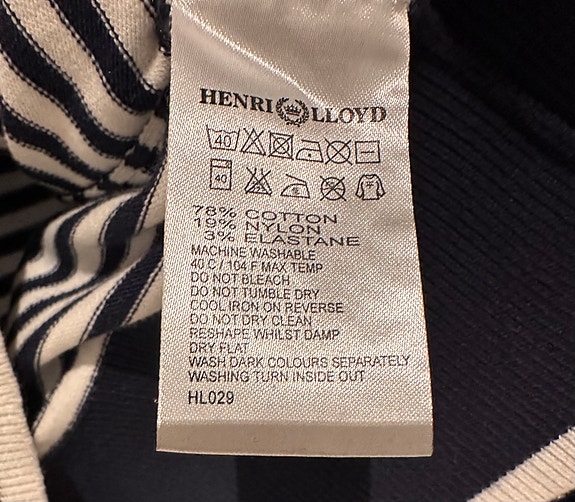 HENRI LLOYD
40
40
78% COTTON
19% NYLON
3% ELASTANE
MACHINE WASHABLE
40 C / 104 F MAX TEMP
DO NOT BLEACH
DO NOT TUMBLE DRY
COOL IRON ON REVERSE
DO NOT DRY CLEAN
RESHAPE WHILST DAMP
DRY FLAT
WASH DARK COLOURS SEPARATELY
WASHING TURN INSIDE OUT
HL029